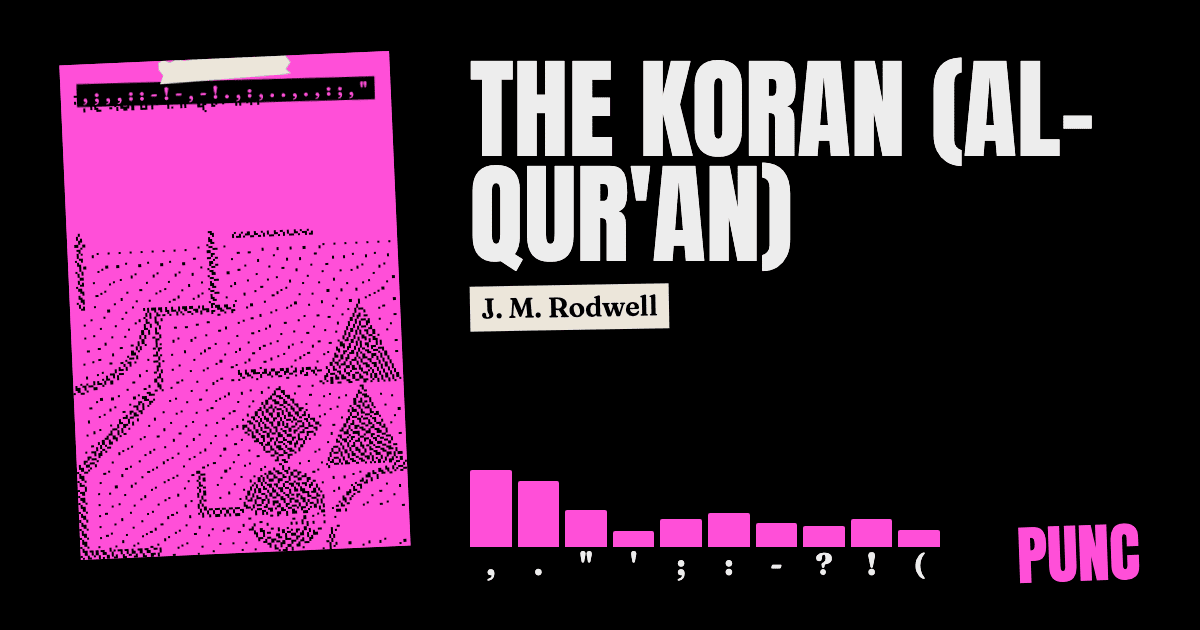 ,;,,::-!-,-!.,:,..,.,:;,"
THE KORAN (AL-
QUR'AN)
J. M. Rodwell
, . " ' ; : - ? ! (
PUNC